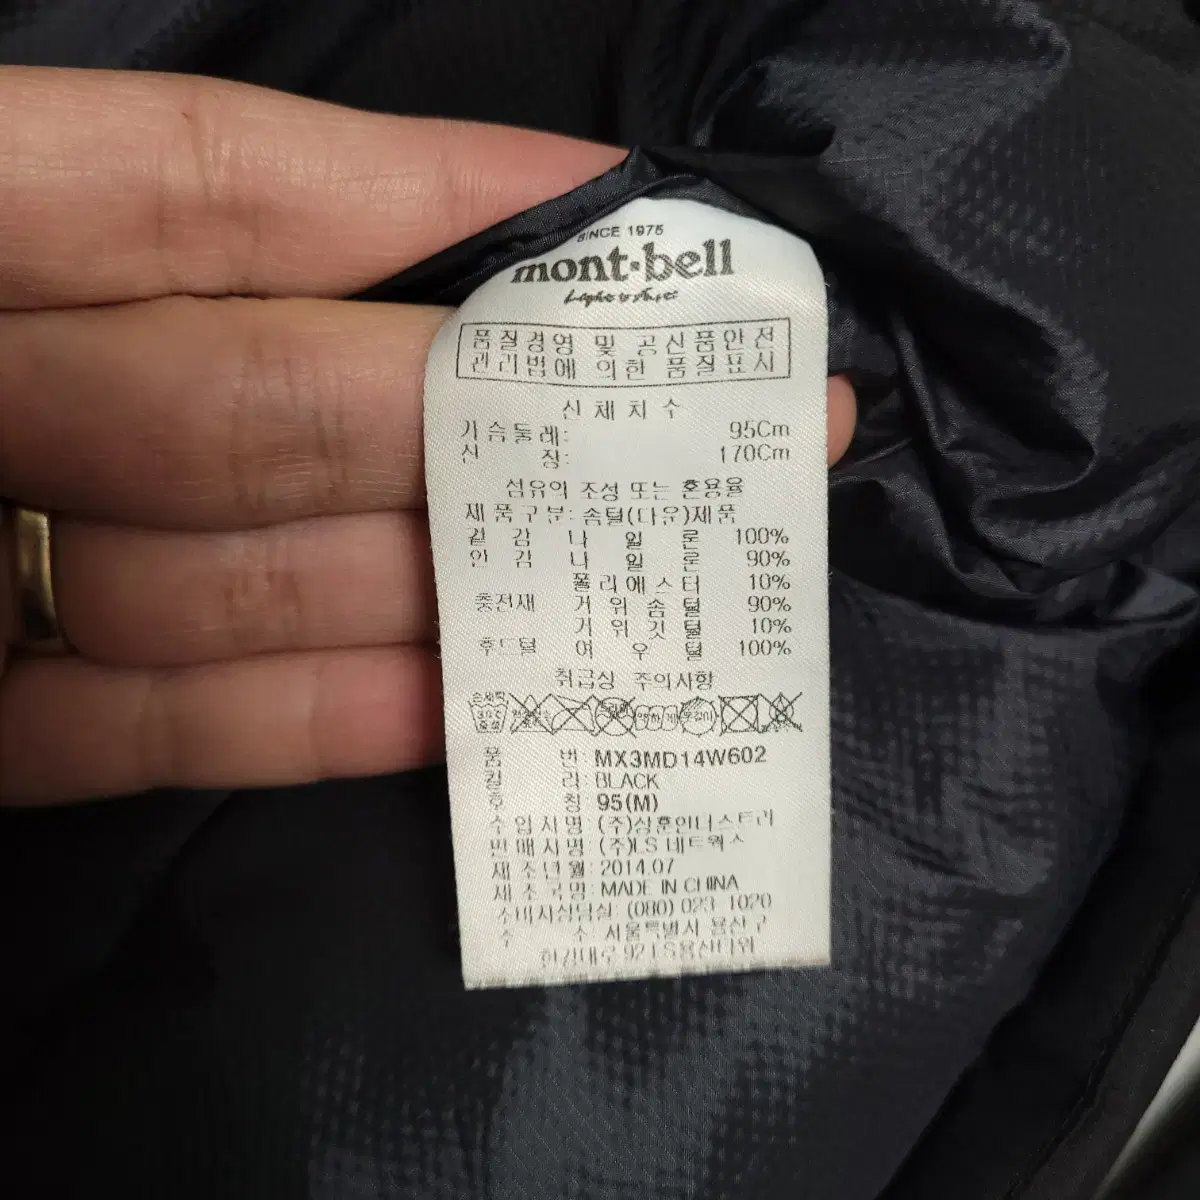 SINCE 1975
mont·bell
Light & Fast
품질경영 및 공산품안전
관리법에 의한 품질표시
신체치수
가슴둘레: 95Cm
신 장: 170Cm
섬유의 조성 또는 혼용율
제품구분: 솜털(다운)제품
겉 감 나 일 론 100%
안 감 나 일 론 90%
폴리에스터 10%
충전재 거 위 솜 털 90%
거 위 깃 털 10%
후드털 여 우 털 100%
취급상 주의사항
손세탁
30℃
중성
품 번: MX3MD14W602
컬 러: BLACK
호 칭: 95(M)
수입자명: (주)상훈인더스트리
판매자명: (주)LS 네트웍스
제조년월: 2014.07
제조국명: MADE IN CHINA
소비자상담실: (080) 023 1020
주 소: 서울특별시 용산구
한강대로 92 LS용산타워